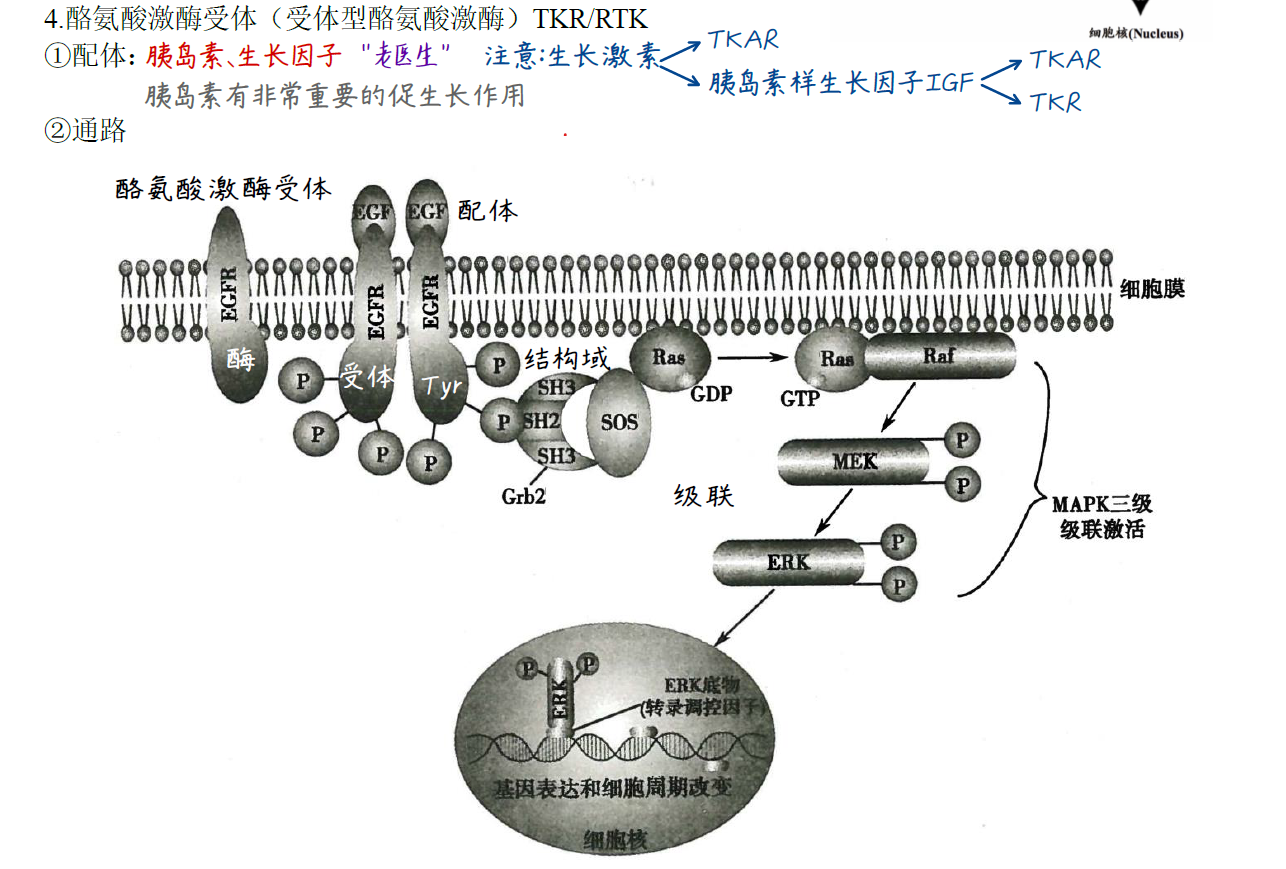 4.酪氨酸激酶受体（受体型酪氨酸激酶）TKR/RTK
细胞核(Nucleus)
①配体：胰岛素、生长因子 "老医生" 注意:生长激素
TKAR
胰岛素样生长因子IGF
TKAR
TKR
胰岛素有非常重要的促生长作用
②通路
酪氨酸激酶受体
EGF
EGF
配体
EGFR
EGFR
EGFR
细胞膜
酶
受体
Tyr
P
P
P
P
P
P
结构域
SH3
SH2
SH3
Grb2
SOS
Ras
GDP
Ras
GTP
Raf
MEK
P
P
级联
MAPK三级
级联激活
ERK
P
P
P
P
ERK
ERK底物
(转录调控因子)
基因表达和细胞周期改变
细胞核